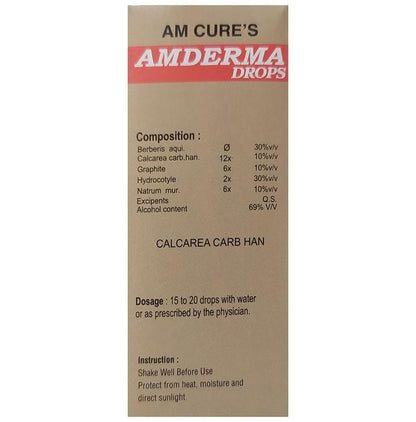 AM CURE'S
AMDERMA
DROPS
Composition :
Berberis aqui. Ø 30%v/v
Calcarea carb.han. 12x 10%v/v
Graphite 6x 10%v/v
Hydrocotyle 2x 30%v/v
Natrum mur. 6x 10%v/v
Excipents Q.S.
Alcohol content 69% V/V
CALCAREA CARB HAN
Dosage : 15 to 20 drops with water
or as prescribed by the physician.
Instruction :
Shake Well Before Use
Protect from heat, moisture and
direct sunlight.